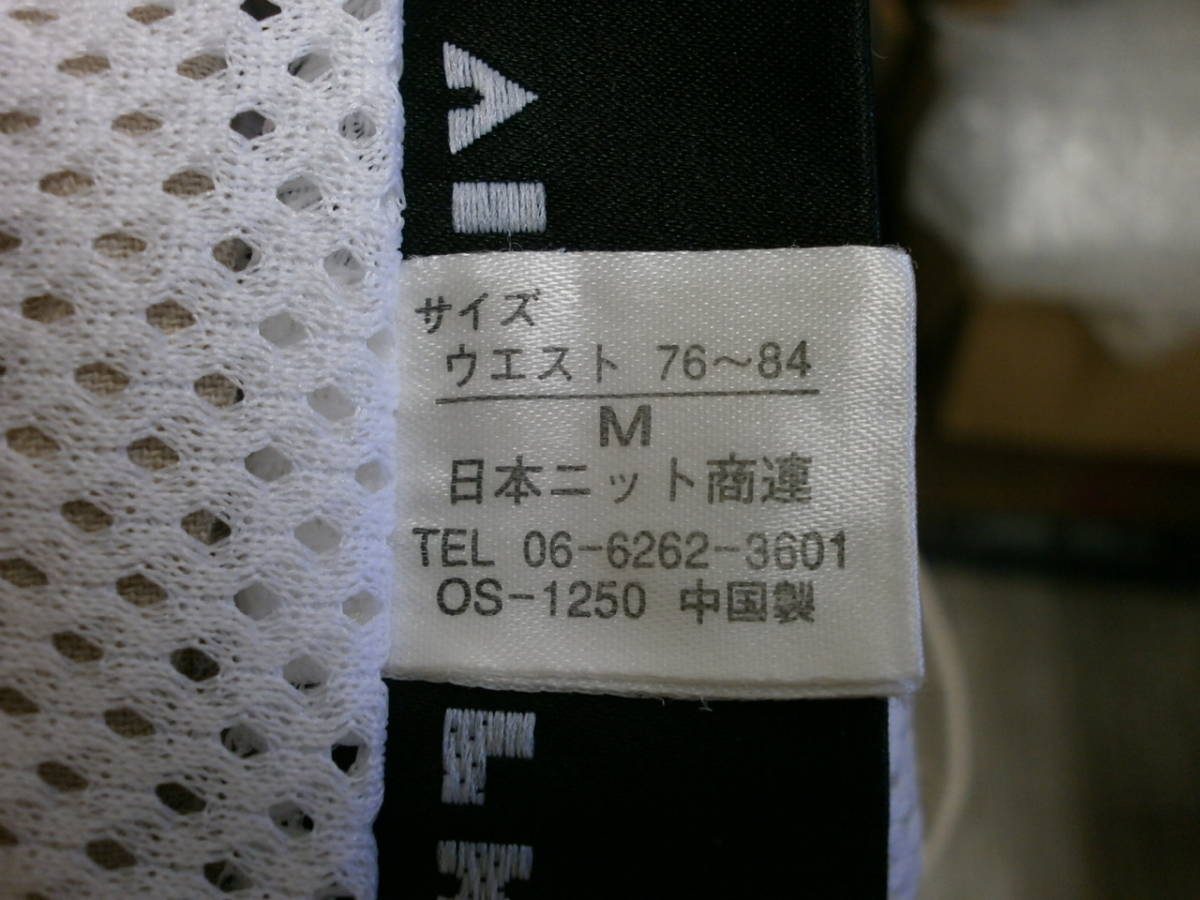 サイズ
ウエスト 76〜84
M
日本ニット商連
TEL 06-6262-3601
OS-1250 中国製